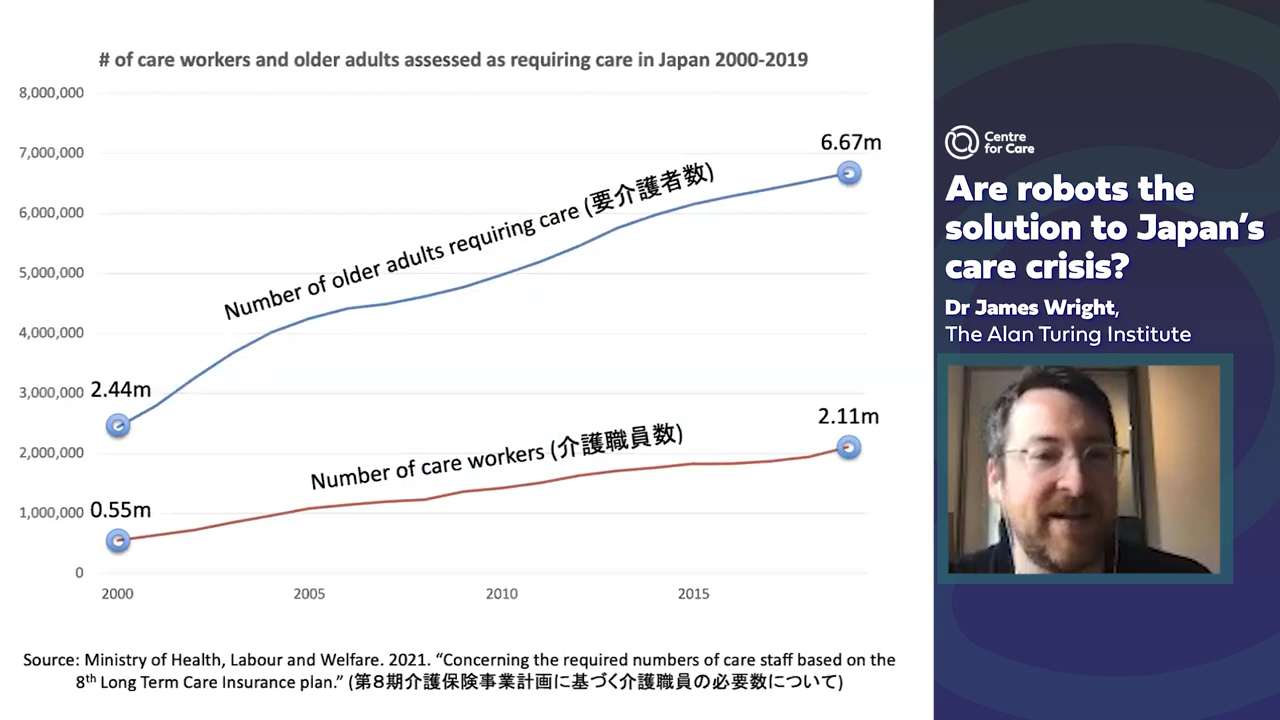 # of care workers and older adults assessed as requiring care in Japan 2000-2019
8,000,000
7,000,000
6,000,000
5,000,000
4,000,000
3,000,000
2,000,000
1,000,000
0
2000
2005
2010
2015
6.67m
Number of older adults requiring care (要介護者数)
2.44m
2.11m
Number of care workers (介護職員数)
0.55m
Source: Ministry of Health, Labour and Welfare. 2021. “Concerning the required numbers of care staff based on the
8th Long Term Care Insurance plan.” (第８期介護保険事業計画に基づく介護職員の必要数について)
Centre
for Care
Are robots the
solution to Japan’s
care crisis?
Dr James Wright,
The Alan Turing Institute